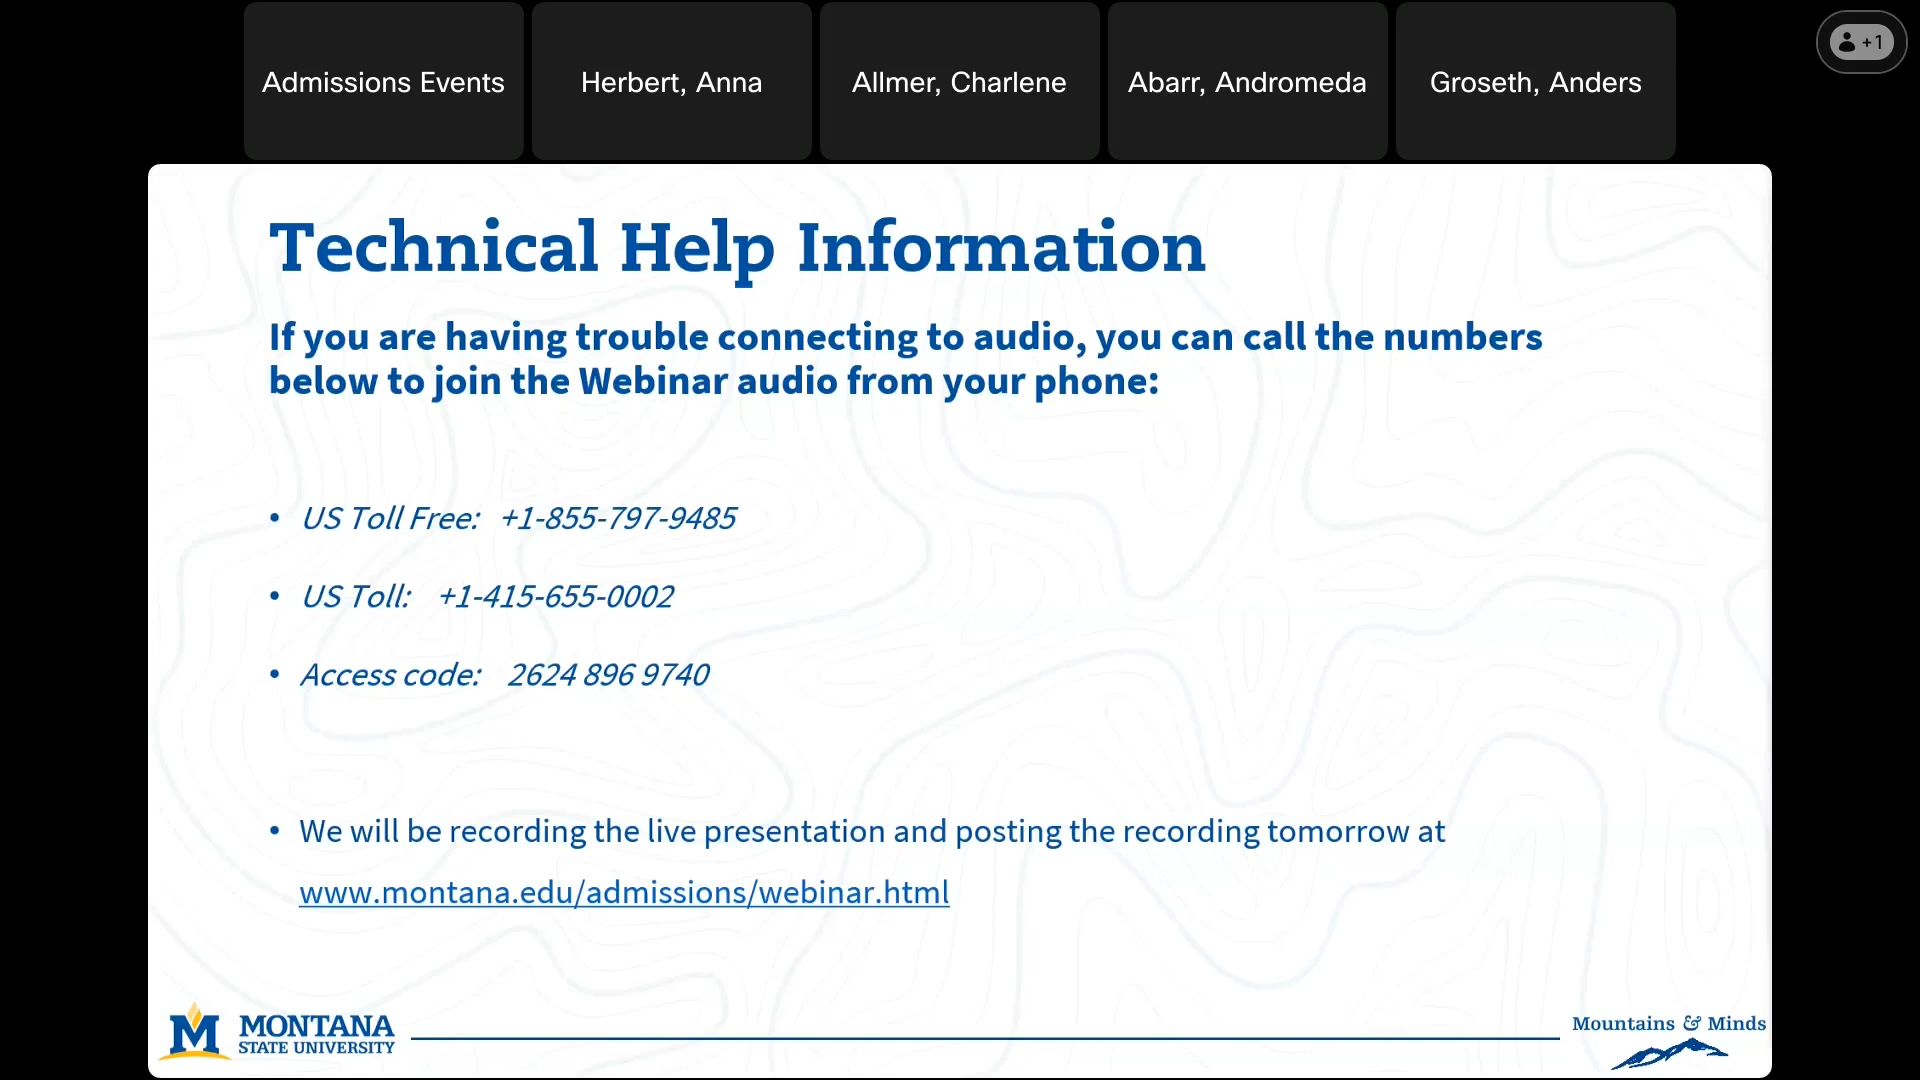 Admissions Events
Herbert, Anna
Allmer, Charlene
Abarr, Andromeda
Groseth, Anders
+1
Technical Help Information
If you are having trouble connecting to audio, you can call the numbers
below to join the Webinar audio from your phone:
• US Toll Free: +1-855-797-9485
• US Toll: +1-415-655-0002
• Access code: 2624 896 9740
• We will be recording the live presentation and posting the recording tomorrow at
www.montana.edu/admissions/webinar.html
M MONTANA
STATE UNIVERSITY
Mountains & Minds